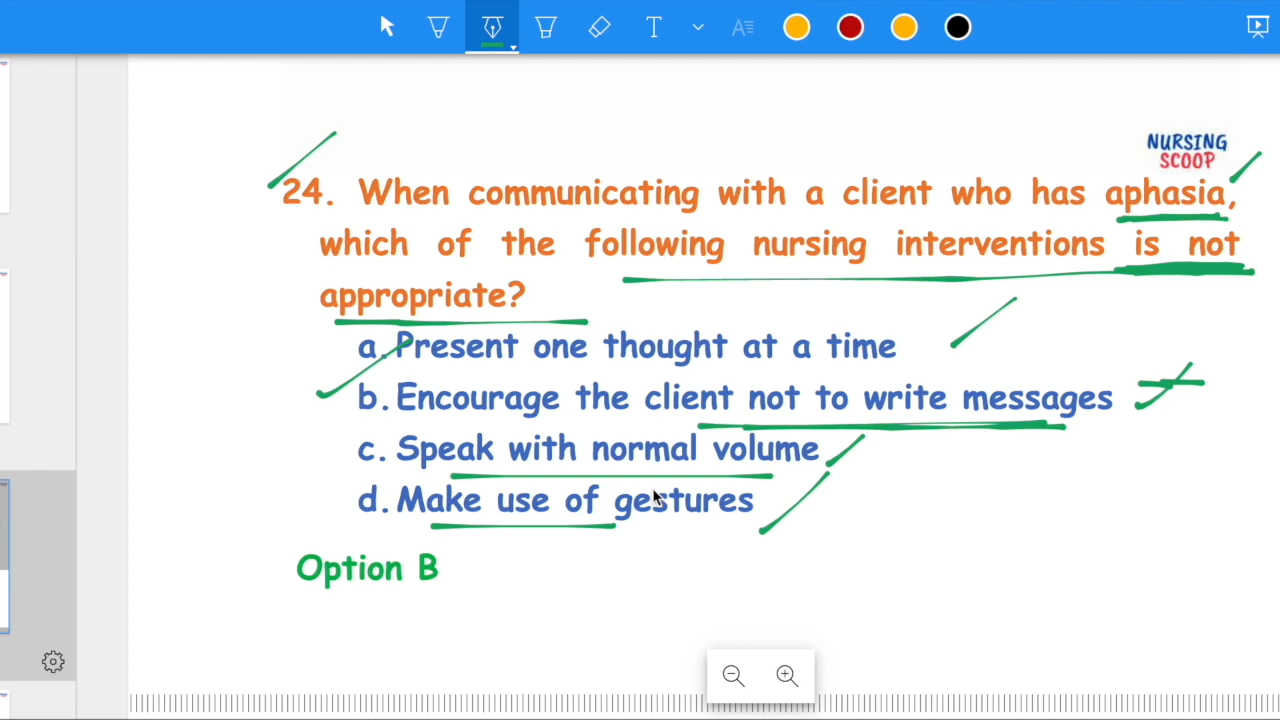 NURSING
SCOOP
24. When communicating with a client who has aphasia,
which of the following nursing interventions is not
appropriate?
a. Present one thought at a time
b. Encourage the client not to write messages
c. Speak with normal volume
d. Make use of gestures
Option B